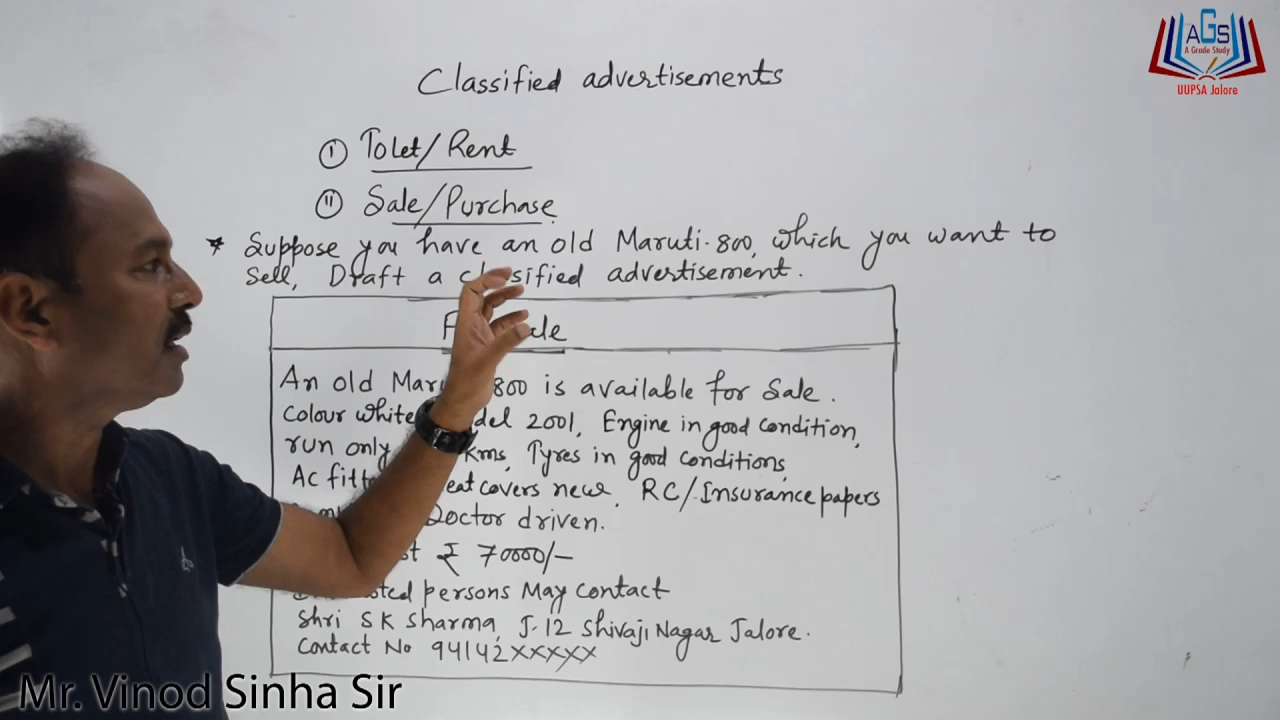 AGS
A Grade Study
UUPSA Jalore
Classified advertisements
I Tolet/Rent
II Sale/Purchase
* Suppose you have an old Maruti-800, which you want to
Sell, Draft a classified advertisement.
An old 800 is available for Sale.
Colour white 2001, Engine in good condition,
run only Kms, Tyres in good conditions,
AC covers new, RC/Insurance papers
Doctor driven.
₹ 70000/-
persons May contact
Shri S K Sharma, J-12 Shivaji Nagar Jalore.
Contact No 94142xxxxx
Mr. Vinod Sinha Sir